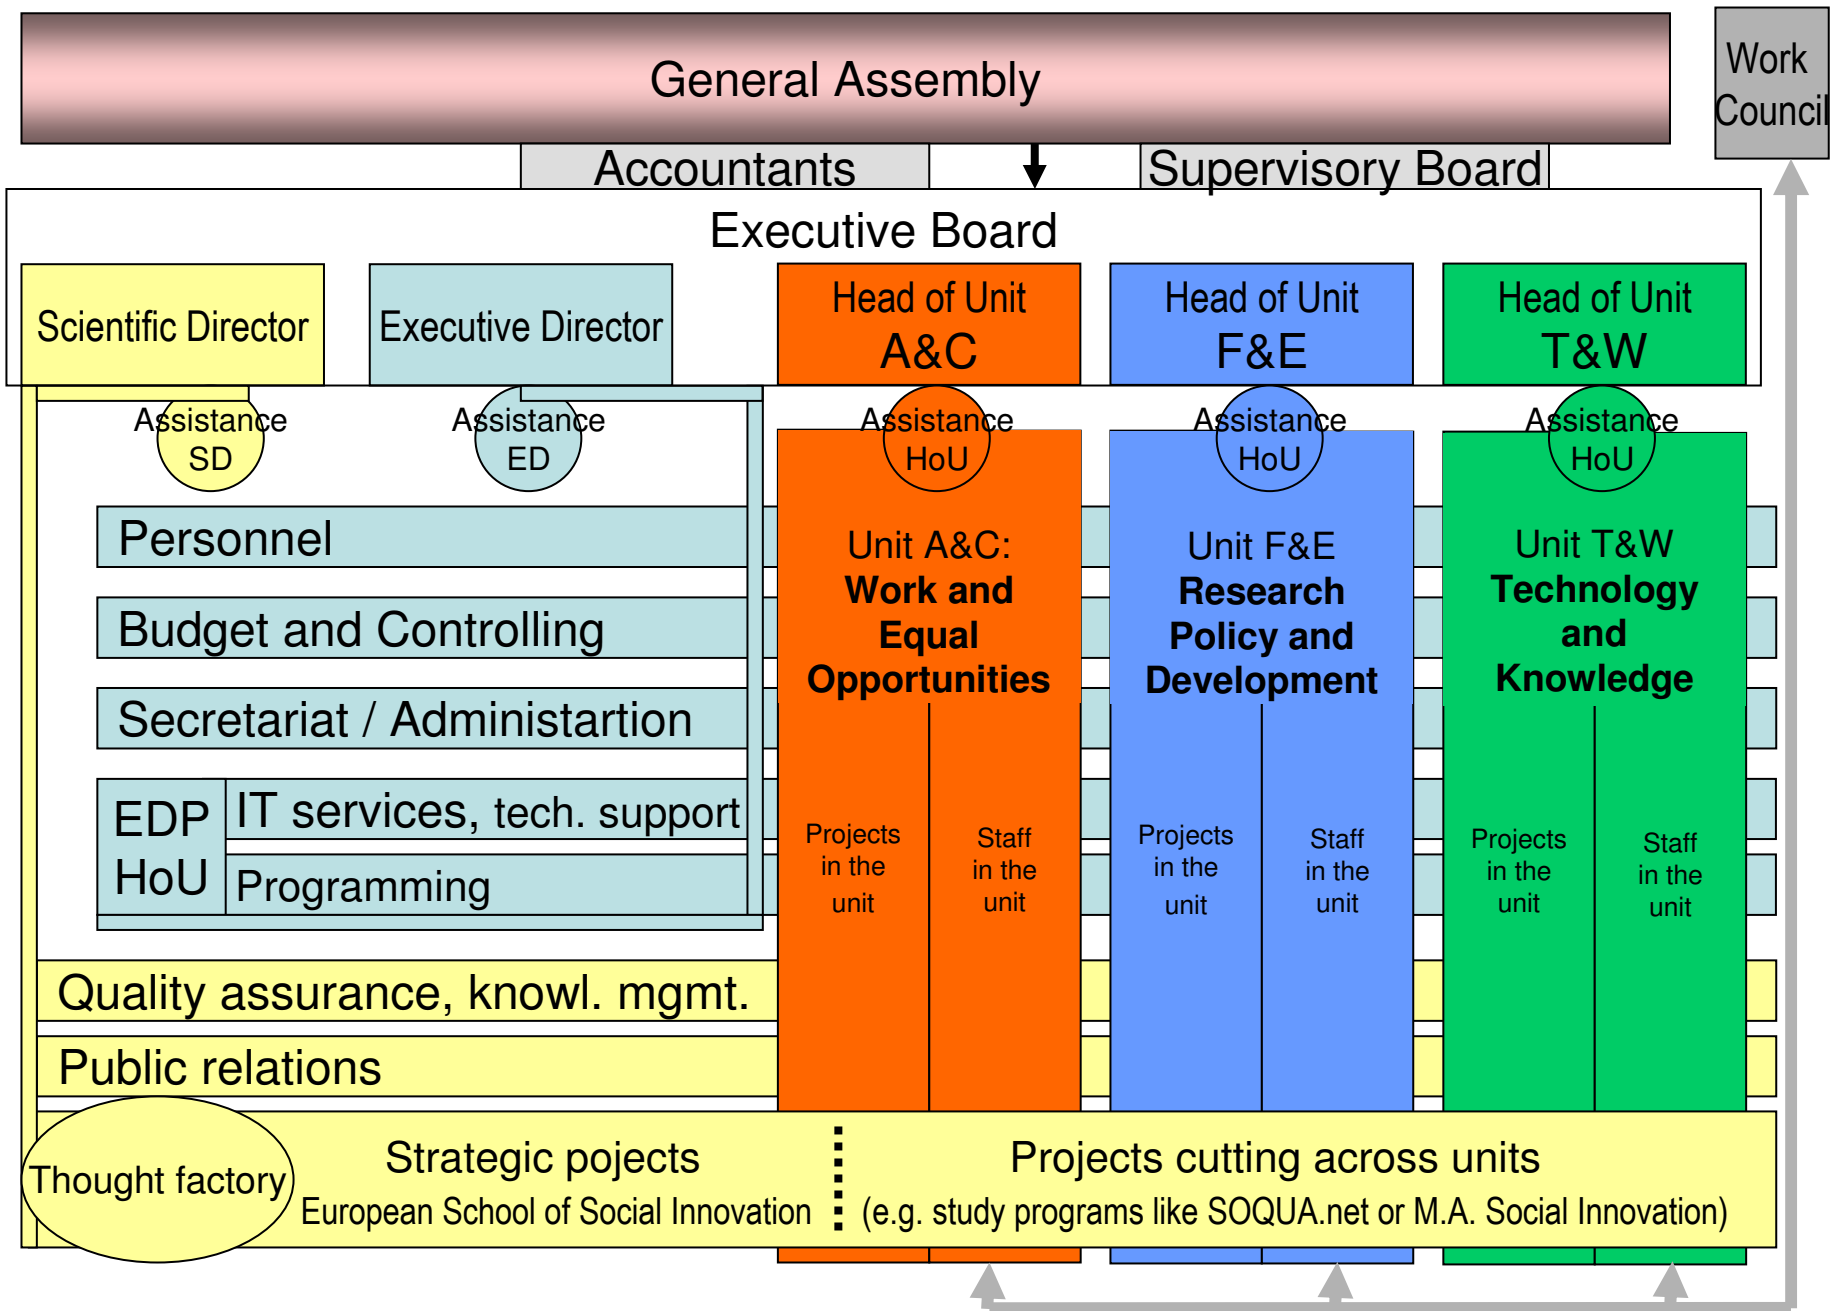 General Assembly
Work
Council
Accountants
Supervisory Board
Executive Board
Scientific Director
Executive Director
Head of Unit
A&C
Head of Unit
F&E
Head of Unit
T&W
Assistance
SD
Assistance
ED
Assistance
HoU
Assistance
HoU
Assistance
HoU
Personnel
Budget and Controlling
Secretariat / Administartion
EDP
HoU
IT services, tech. support
Programming
Unit A&C:
Work and
Equal
Opportunities
Unit F&E
Research
Policy and
Development
Unit T&W
Technology
and
Knowledge
Projects
in the
unit
Staff
in the
unit
Projects
in the
unit
Staff
in the
unit
Projects
in the
unit
Staff
in the
unit
Quality assurance, knowl. mgmt.
Public relations
Thought factory
Strategic pojects
European School of Social Innovation
Projects cutting across units
(e.g. study programs like SOQUA.net or M.A. Social Innovation)